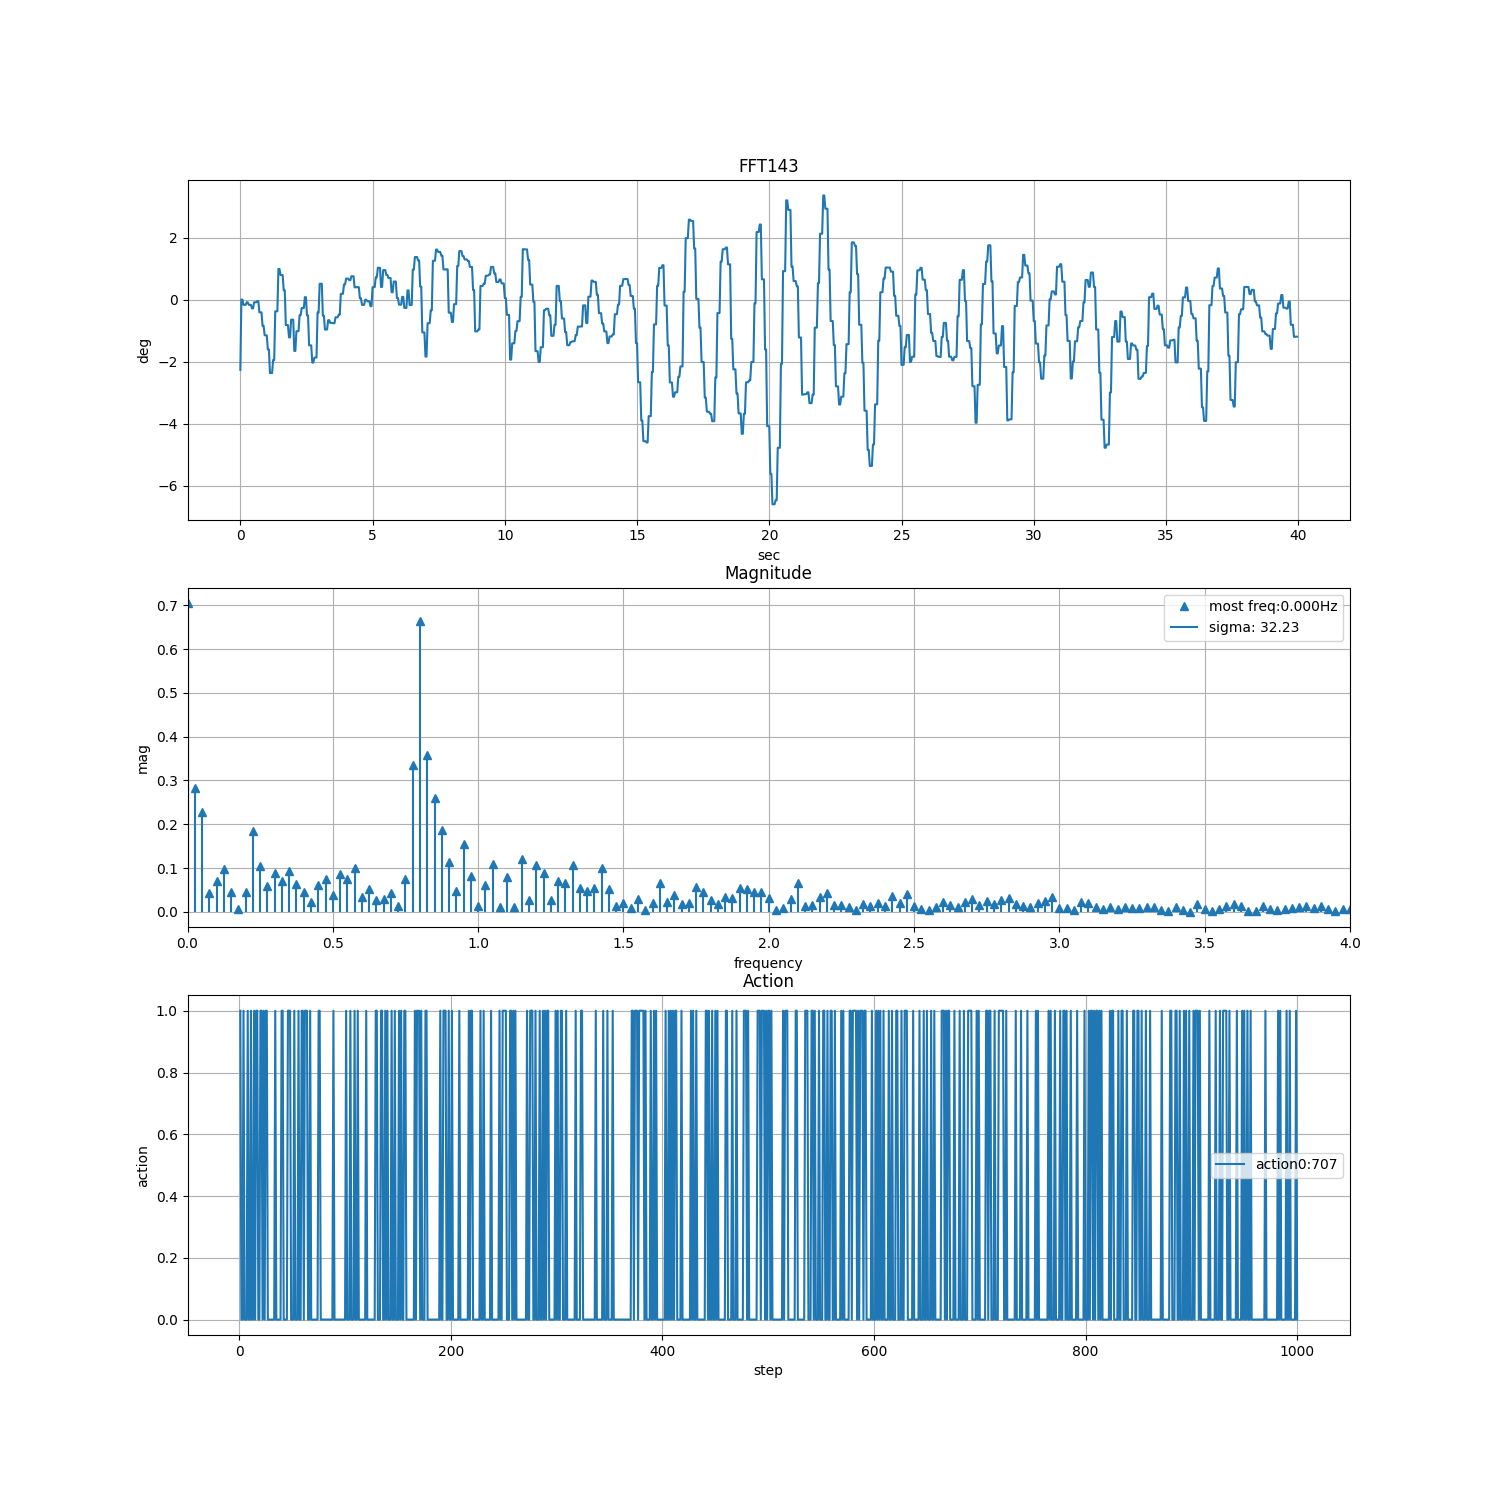 FFT143
2
0
−2
−4
−6
deg
0 5 10 15 20 25 30 35 40
sec
Magnitude
0.7
0.6
0.5
0.4
0.3
0.2
0.1
0.0
mag
most freq:0.000Hz
sigma: 32.23
0.0 0.5 1.0 1.5 2.0 2.5 3.0 3.5 4.0
frequency
Action
1.0
0.8
0.6
0.4
0.2
0.0
action
action0:707
0 200 400 600 800 1000
step